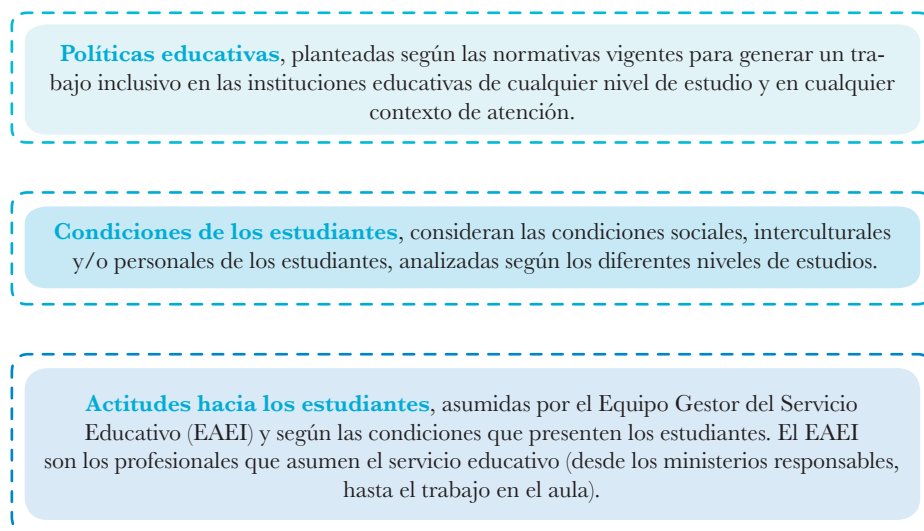 Políticas educativas, planteadas según las normativas vigentes para generar un tra-
bajo inclusivo en las instituciones educativas de cualquier nivel de estudio y en cualquier
contexto de atención.
Condiciones de los estudiantes, consideran las condiciones sociales, interculturales
y/o personales de los estudiantes, analizadas según los diferentes niveles de estudios.
Actitudes hacia los estudiantes, asumidas por el Equipo Gestor del Servicio
Educativo (EAEI) y según las condiciones que presenten los estudiantes. El EAEI
son los profesionales que asumen el servicio educativo (desde los ministerios responsables,
hasta el trabajo en el aula).